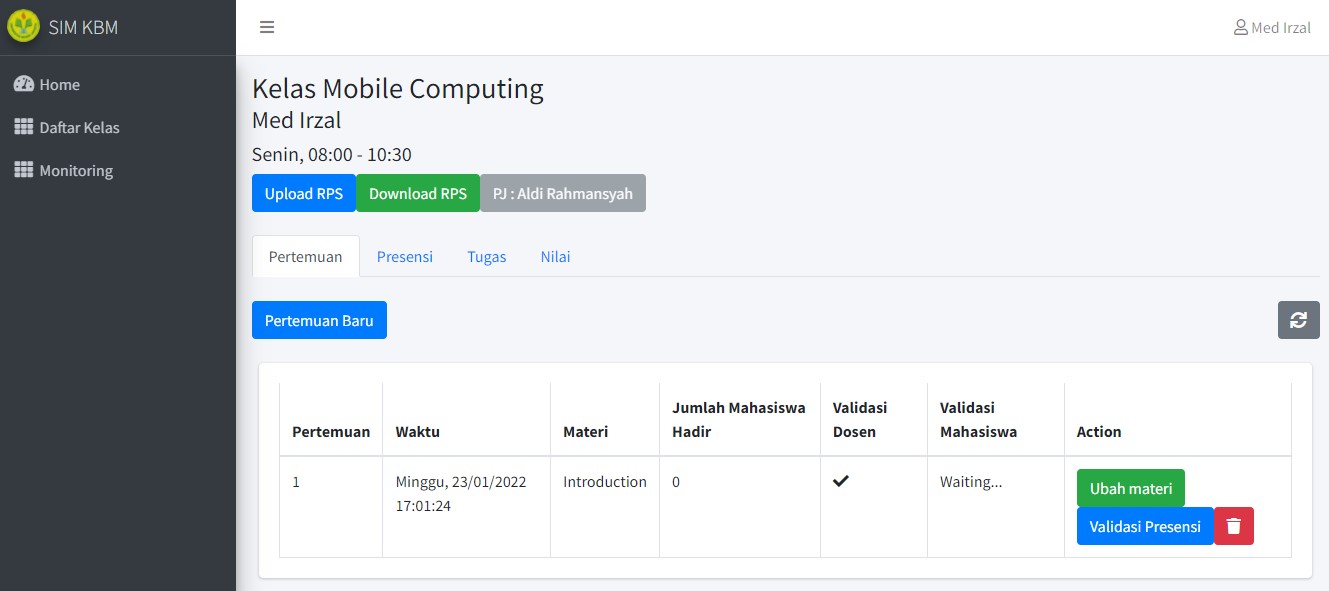 SIM KBM
Med Irzal
Home
Daftar Kelas
Monitoring
Kelas Mobile Computing
Med Irzal
Senin, 08:00 - 10:30
Upload RPS Download RPS PJ : Aldi Rahmansyah
Pertemuan Presensi Tugas Nilai
Pertemuan Baru
Pertemuan
Waktu
Materi
Jumlah Mahasiswa
Hadir
Validasi
Dosen
Validasi
Mahasiswa
Action
1
Minggu, 23/01/2022
17:01:24
Introduction
0
Waiting...
Ubah materi
Validasi Presensi